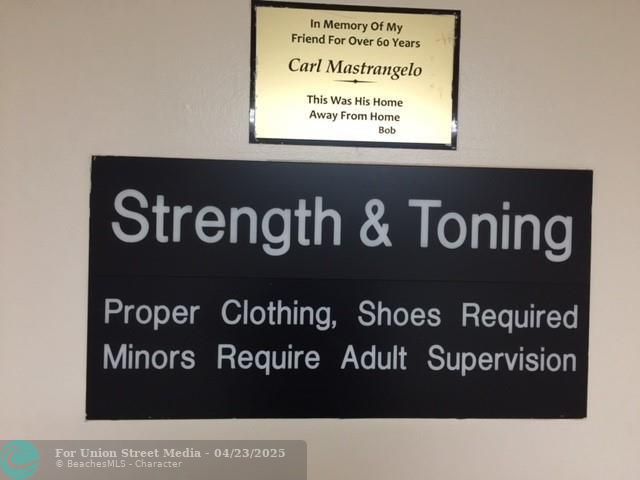 In Memory Of My
Friend For Over 60 Years
Carl Mastrangelo
This Was His Home
Away From Home
Bob
Strength & Toning
Proper Clothing, Shoes Required
Minors Require Adult Supervision
For Union Street Media - 04/23/2025
© BeachesMLS - Character